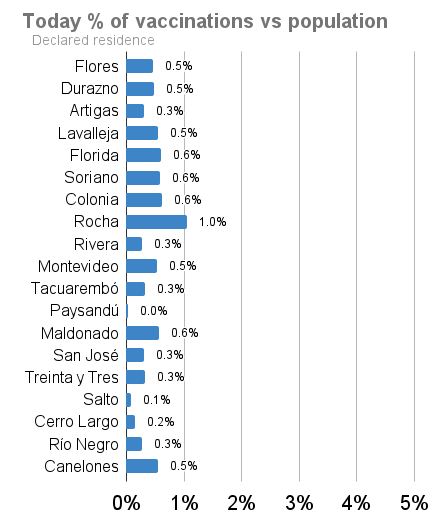 Today % of vaccinations vs population
Declared residence
Flores 0.5%
Durazno 0.5%
Artigas 0.3%
Lavalleja 0.5%
Florida 0.6%
Soriano 0.6%
Colonia 0.6%
Rocha 1.0%
Rivera 0.3%
Montevideo 0.5%
Tacuarembó 0.3%
Paysandú 0.0%
Maldonado 0.6%
San José 0.3%
Treinta y Tres 0.3%
Salto 0.1%
Cerro Largo 0.2%
Río Negro 0.3%
Canelones 0.5%
0% 1% 2% 3% 4% 5%